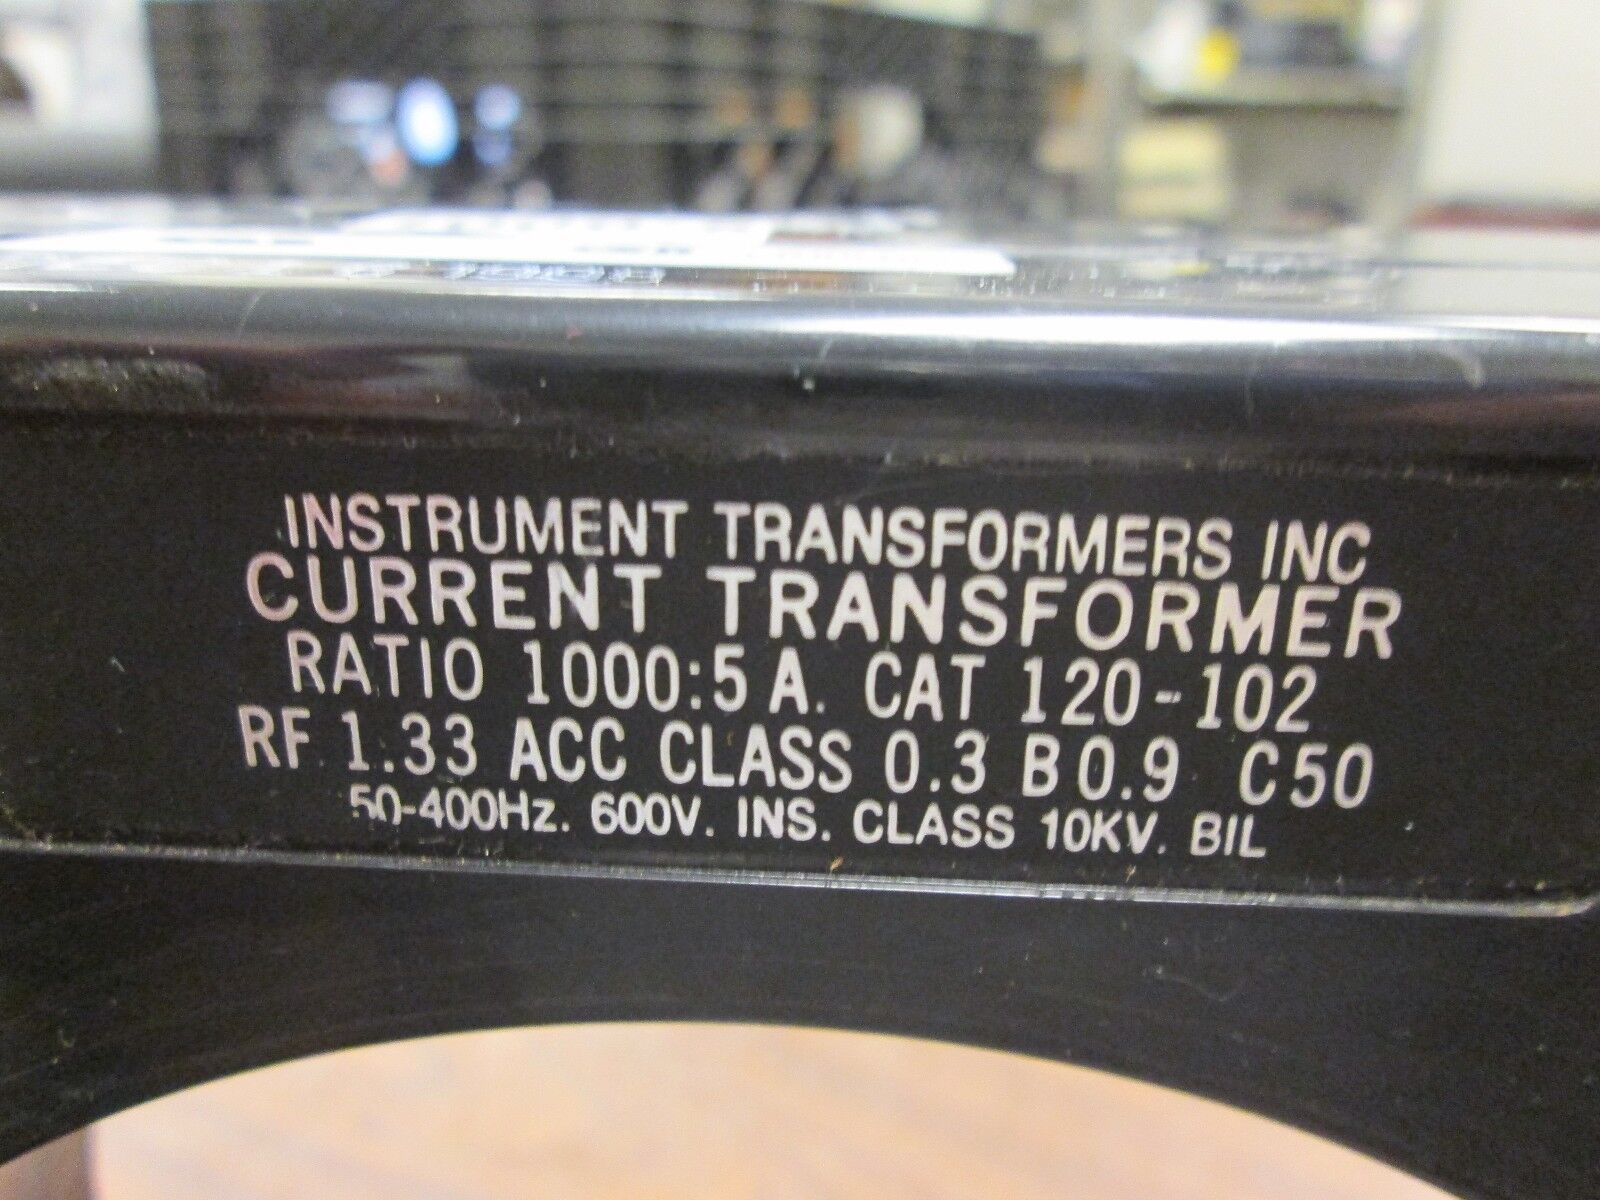 INSTRUMENT TRANSFORMERS INC
CURRENT TRANSFORMER
RATIO 1000:5 A. CAT 120-102
RF 1.33 ACC CLASS 0.3 B0.9 C50
50-400Hz. 600V. INS. CLASS 10KV. BIL